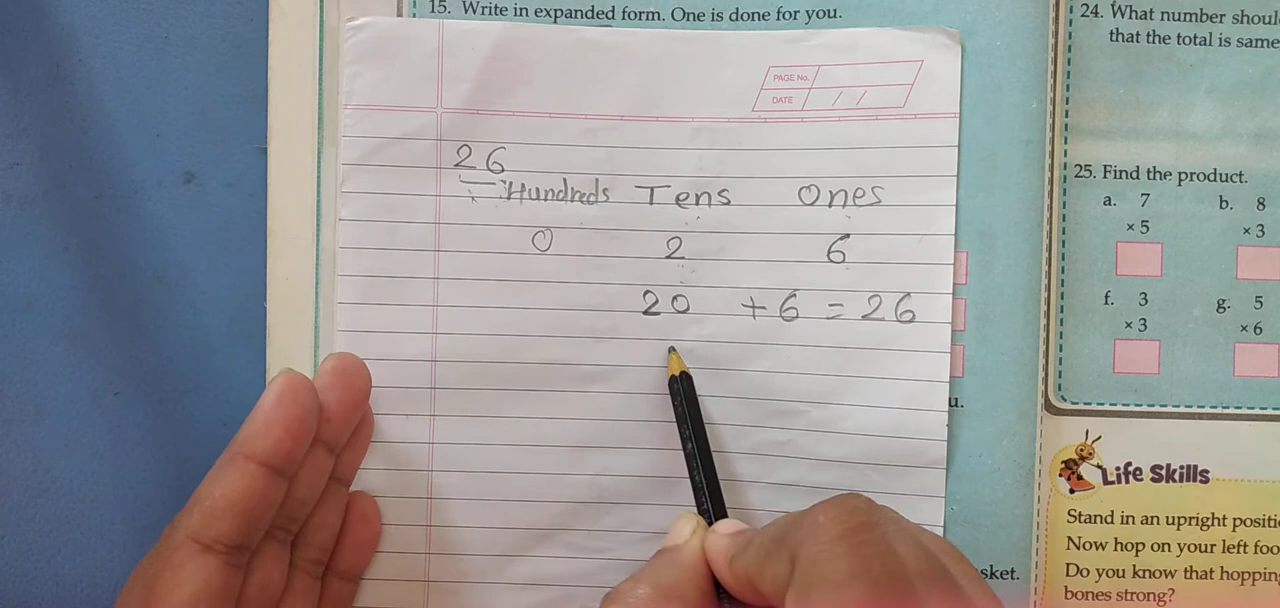 15. Write in expanded form. One is done for you.
PAGE No.
DATE / /
26
Hundreds Tens Ones
0 2 6
20 + 6 = 26
u.
sket.
24. What number shoul
that the total is same
25. Find the product.
a. 7 b. 8
× 5 × 3
f. 3 g. 5
× 3 × 6
Life Skills
Stand in an upright positi
Now hop on your left foo
Do you know that hopping
bones strong?